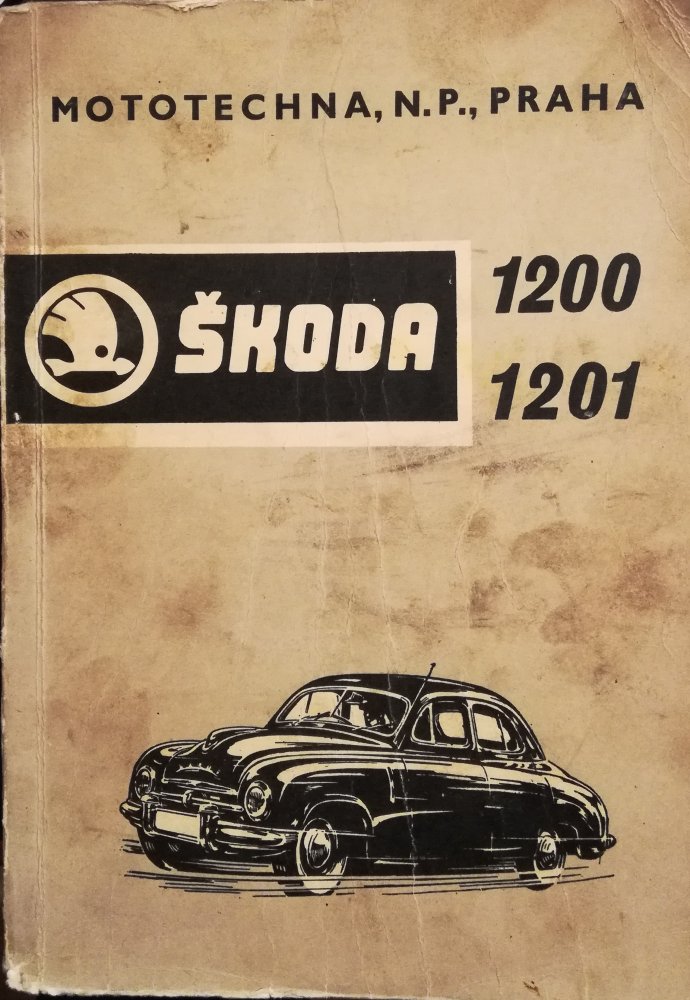 MOTOTECHNA, N.P., PRAHA
ŠKODA
1200
1201